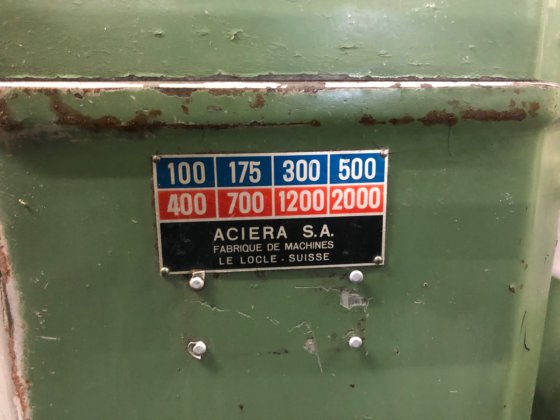 100 175 300 500
400 700 1200 2000
ACIERA S.A.
FABRIQUE DE MACHINES
LE LOCLE - SUISSE